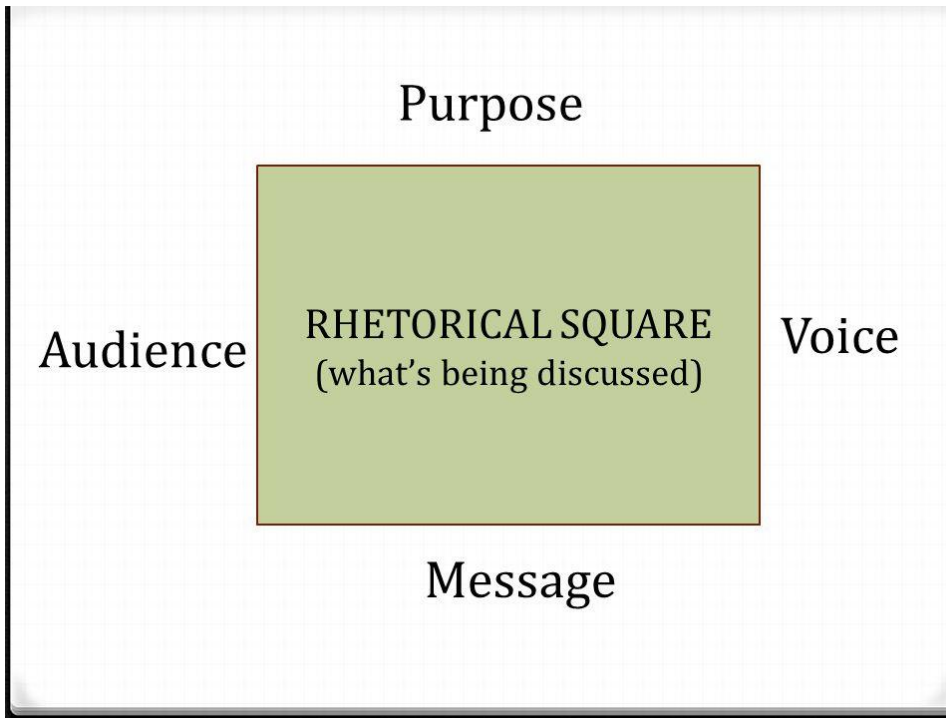 Purpose
Audience
RHETORICAL SQUARE
(what's being discussed)
Voice
Message